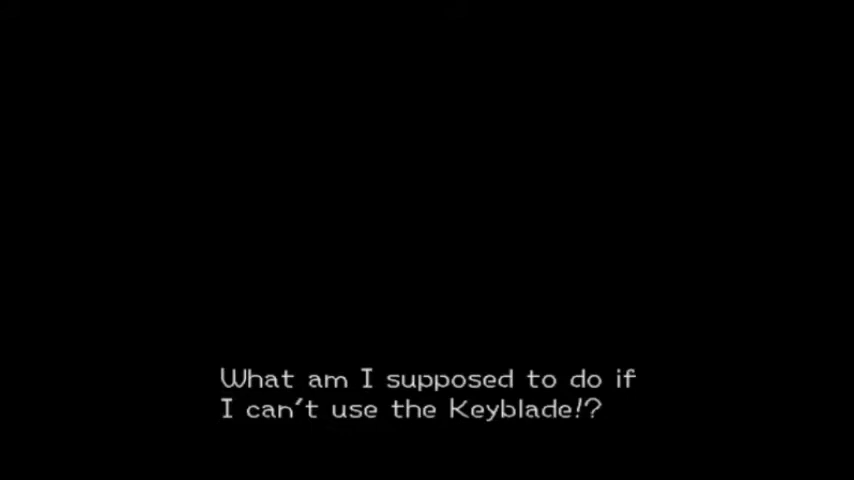 What am I supposed to do if
I can't use the Keyblade!?